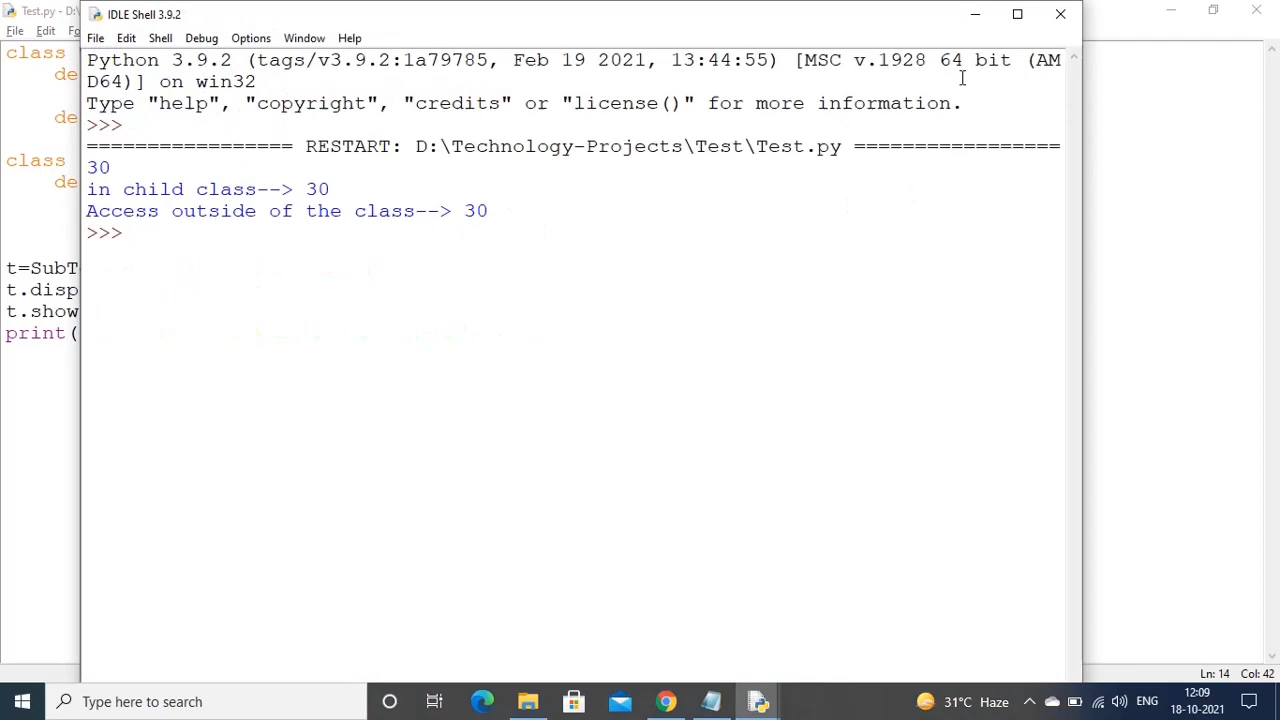 Test.py -
File Edit Fo
IDLE Shell 3.9.2
File Edit Shell Debug Options Window Help
Python 3.9.2 (tags/v3.9.2:1a79785, Feb 19 2021, 13:44:55) [MSC v.1928 64 bit (AM
D64)] on win32
Type "help", "copyright", "credits" or "license()" for more information.
>>>
================= RESTART: D:\Technology-Projects\Test\Test.py =================
30
in child class--> 30
Access outside of the class--> 30
>>>
class
de
de
class
de
t=SubT
t.disp
t.show
print(
Ln: 14 Col: 42
Type here to search
31°C Haze
ENG
12:09
18-10-2021